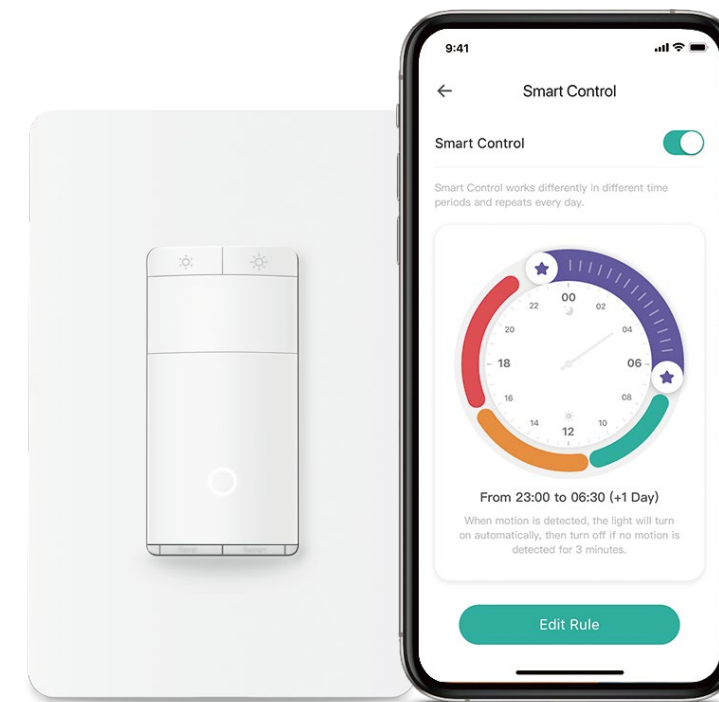 9:41
Smart Control
Smart Control
Smart Control works differently in different time
periods and repeats every day.
00
02
04
06
08
10
12
14
16
18
20
22
From 23:00 to 06:30 (+1 Day)
When motion is detected, the light will turn
on automatically, then turn off if no motion is
detected for 3 minutes.
Edit Rule